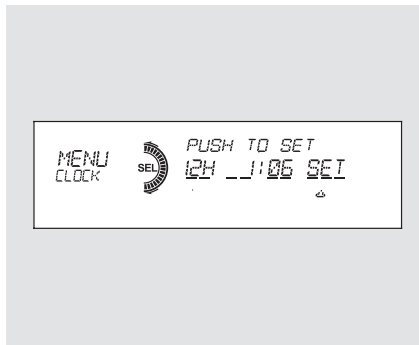 MENU
CLOCK
SEL
PUSH TO SET
12H _ _1:06 SET